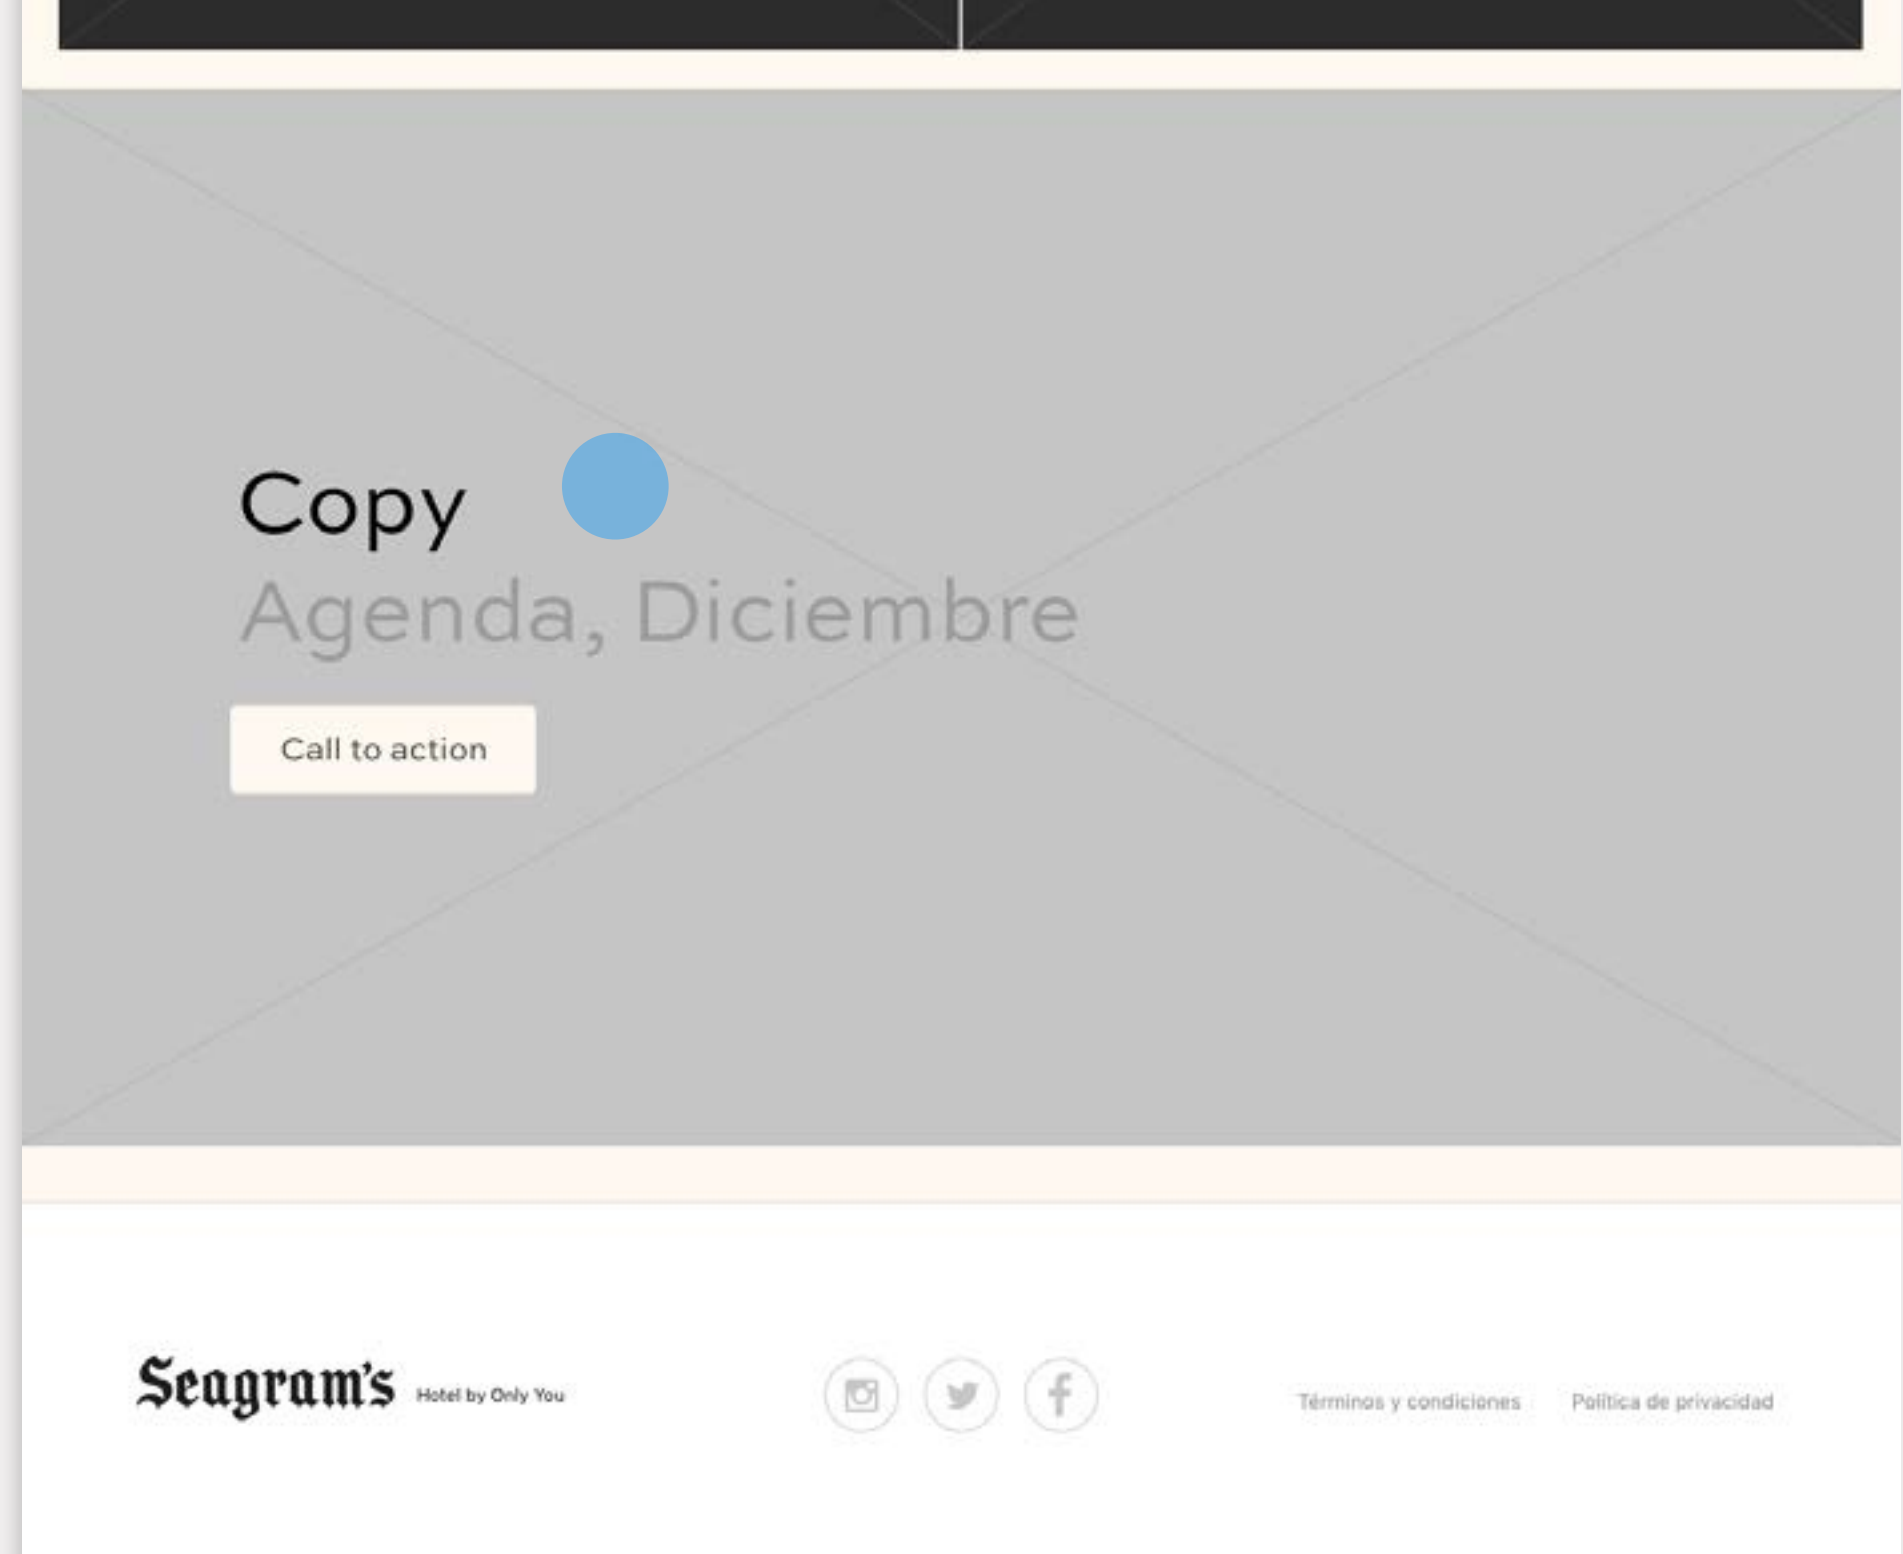 Copy
Agenda, Diciembre
Call to action
Seagram's Hotel by Only You
Términos y condiciones Política de privacidad